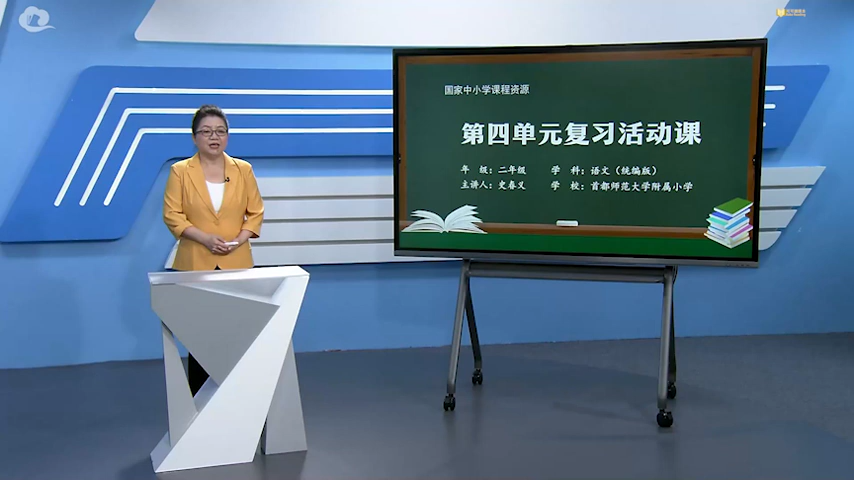 国家中小学课程资源
第四单元复习活动课
年 级：二年级 学 科：语文（统编版）
主讲人：史春义 学 校：首都师范大学附属小学